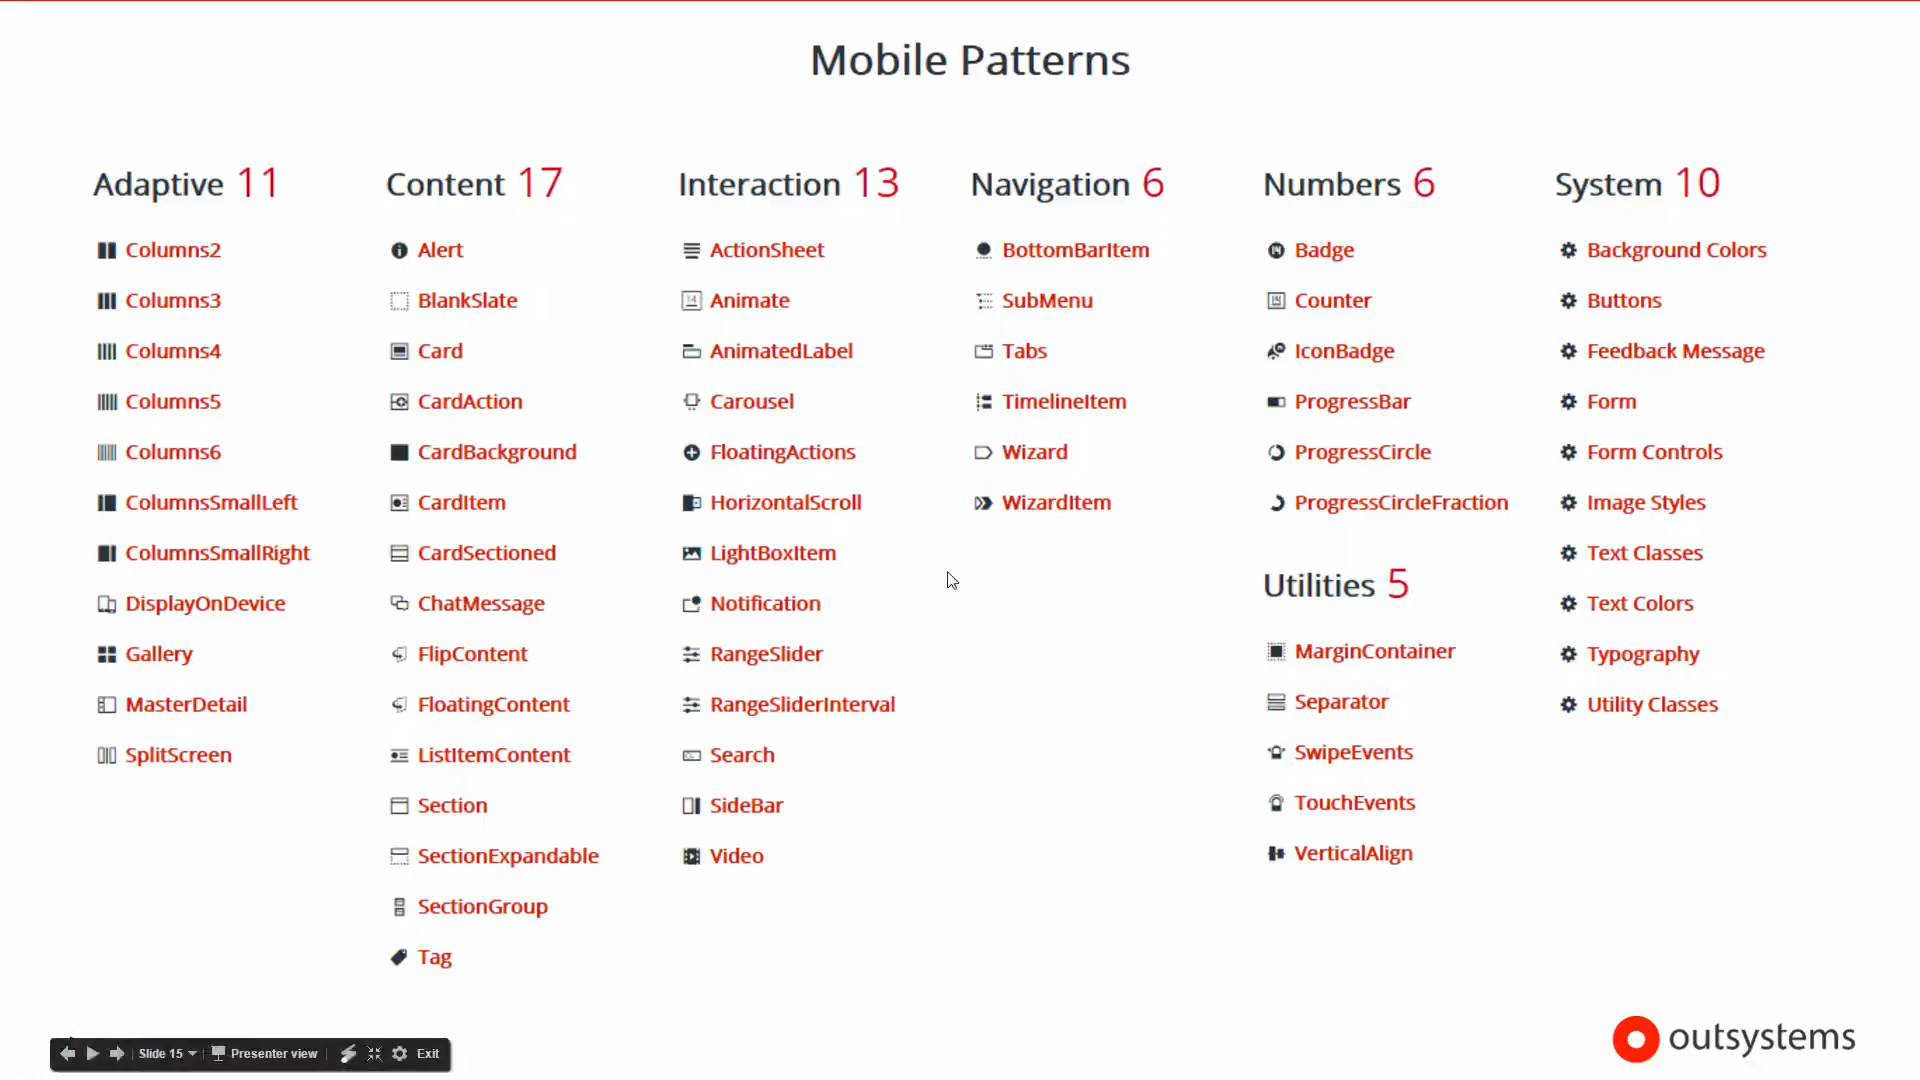 Mobile Patterns
Adaptive 11
Columns2
Columns3
Columns4
Columns5
Columns6
ColumnsSmallLeft
ColumnsSmallRight
DisplayOnDevice
Gallery
MasterDetail
SplitScreen
Content 17
Alert
BlankSlate
Card
CardAction
CardBackground
CardItem
CardSectioned
ChatMessage
FlipContent
FloatingContent
ListItemContent
Section
SectionExpandable
SectionGroup
Tag
Interaction 13
ActionSheet
Animate
AnimatedLabel
Carousel
FloatingActions
HorizontalScroll
LightBoxItem
Notification
RangeSlider
RangeSliderInterval
Search
SideBar
Video
Navigation 6
BottomBarItem
SubMenu
Tabs
TimelineItem
Wizard
WizardItem
Numbers 6
Badge
Counter
IconBadge
ProgressBar
ProgressCircle
ProgressCircleFraction
Utilities 5
MarginContainer
Separator
SwipeEvents
TouchEvents
VerticalAlign
System 10
Background Colors
Buttons
Feedback Message
Form
Form Controls
Image Styles
Text Classes
Text Colors
Typography
Utility Classes
Slide 15 Presenter view Exit
outsystems